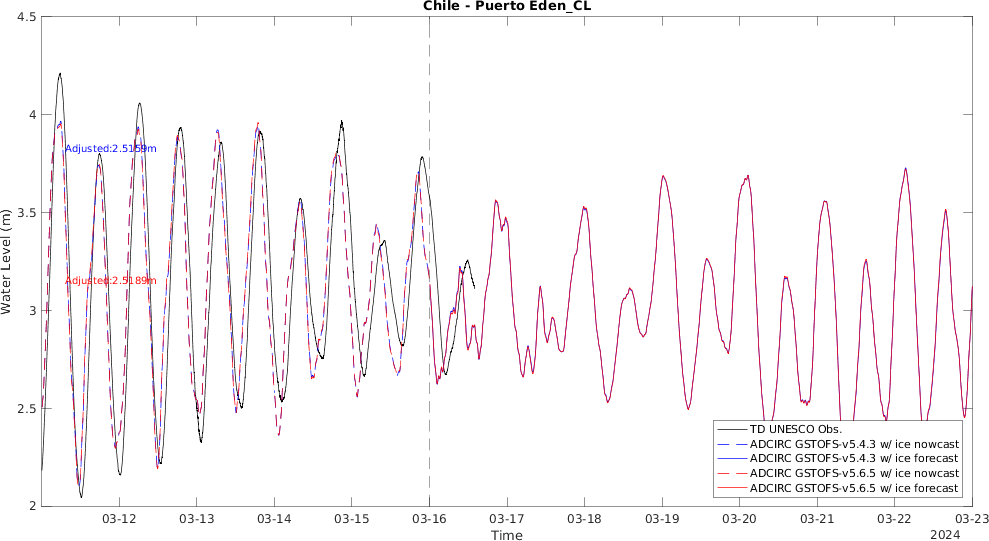 Chile - Puerto Eden_CL
Water Level (m)
4.5
4
3.5
3
2.5
2
Adjusted:2.5159m
Adjusted:2.5189m
TD UNESCO Obs.
ADCIRC GSTOFS-v5.4.3 w/ ice nowcast
ADCIRC GSTOFS-v5.4.3 w/ ice forecast
ADCIRC GSTOFS-v5.6.5 w/ ice nowcast
ADCIRC GSTOFS-v5.6.5 w/ ice forecast
03-12 03-13 03-14 03-15 03-16 03-17 03-18 03-19 03-20 03-21 03-22 03-23
Time
2024